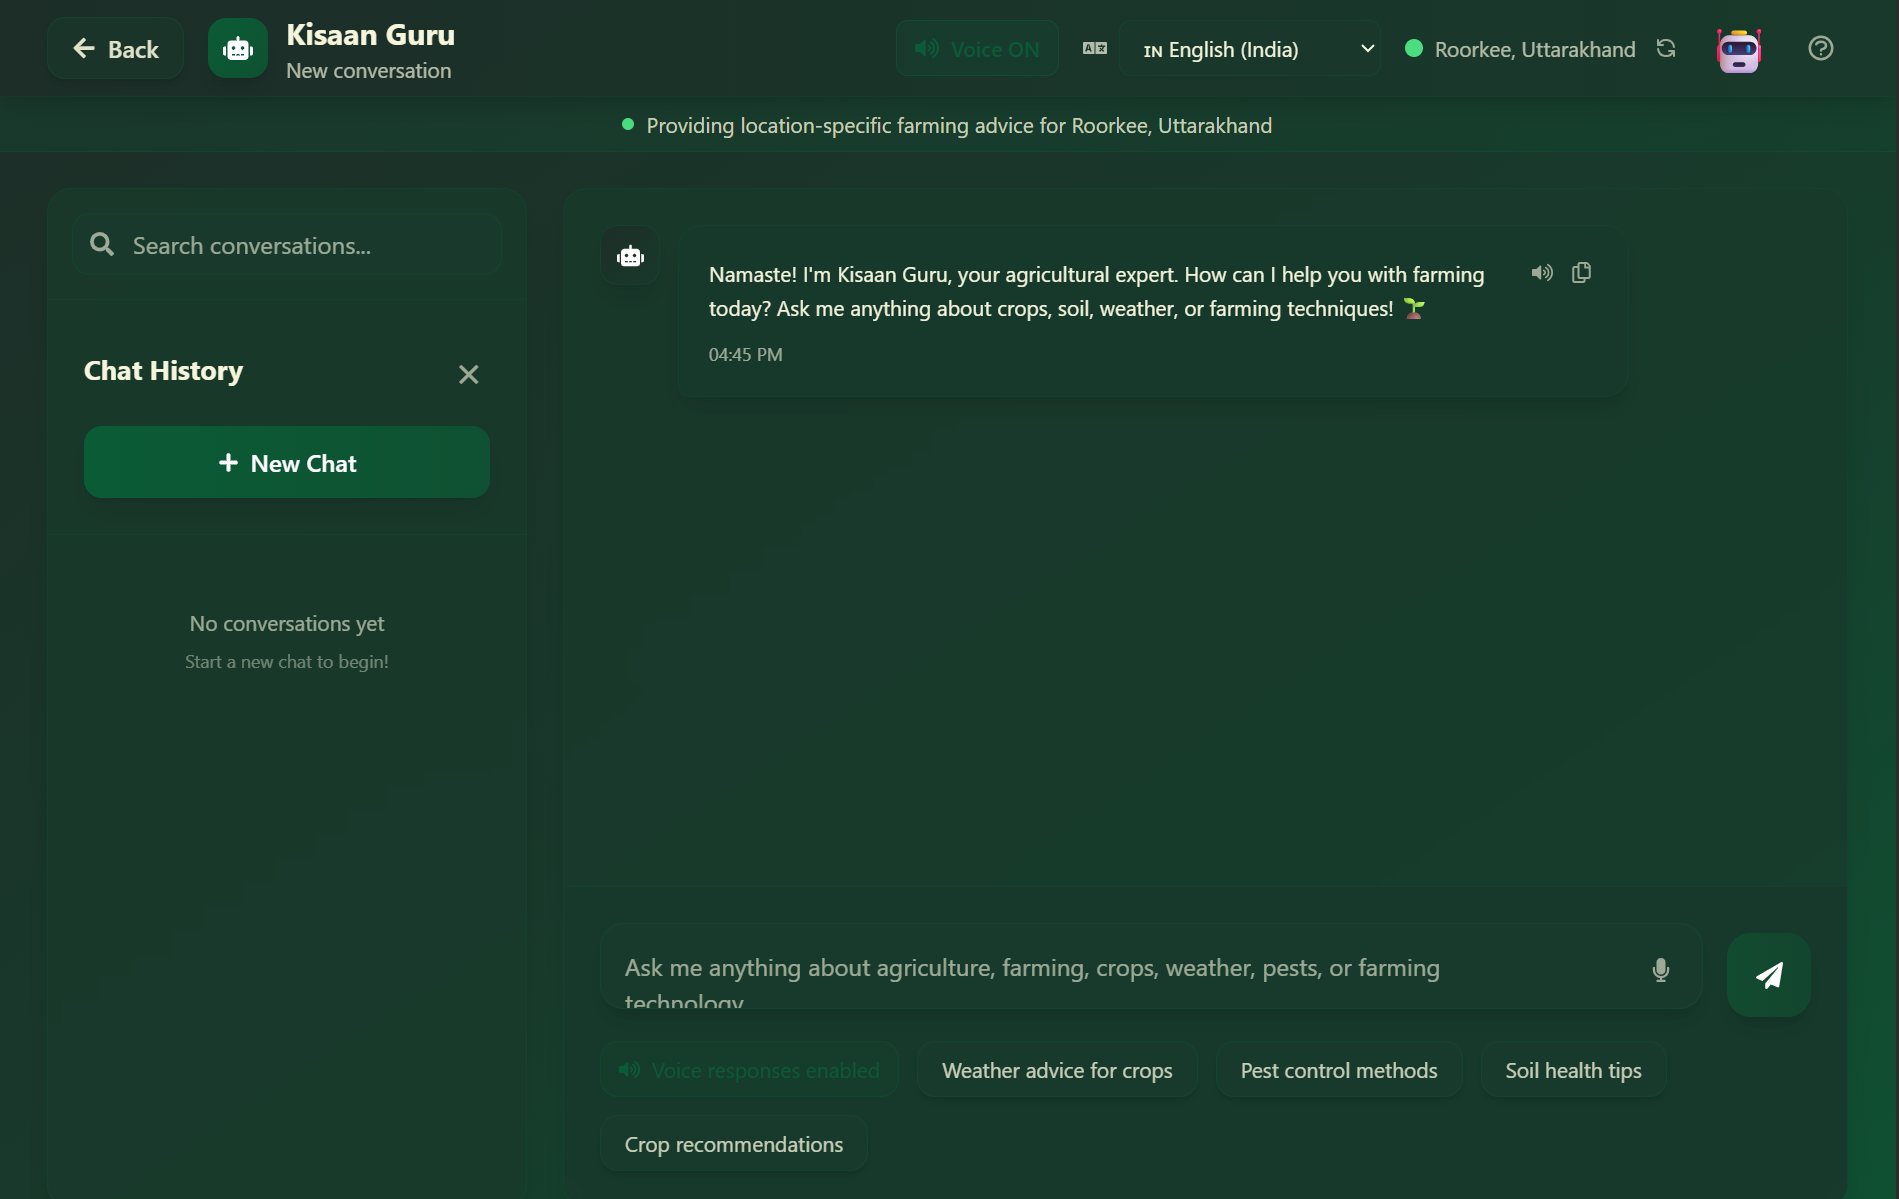 Back
Kisaan Guru
New conversation
Voice ON
IN English (India)
Roorkee, Uttarakhand
Providing location-specific farming advice for Roorkee, Uttarakhand
Search conversations...
Chat History
+ New Chat
No conversations yet
Start a new chat to begin!
Namaste! I'm Kisaan Guru, your agricultural expert. How can I help you with farming
today? Ask me anything about crops, soil, weather, or farming techniques! 🌱
04:45 PM
Ask me anything about agriculture, farming, crops, weather, pests, or farming
technology
Voice responses enabled
Weather advice for crops
Pest control methods
Soil health tips
Crop recommendations